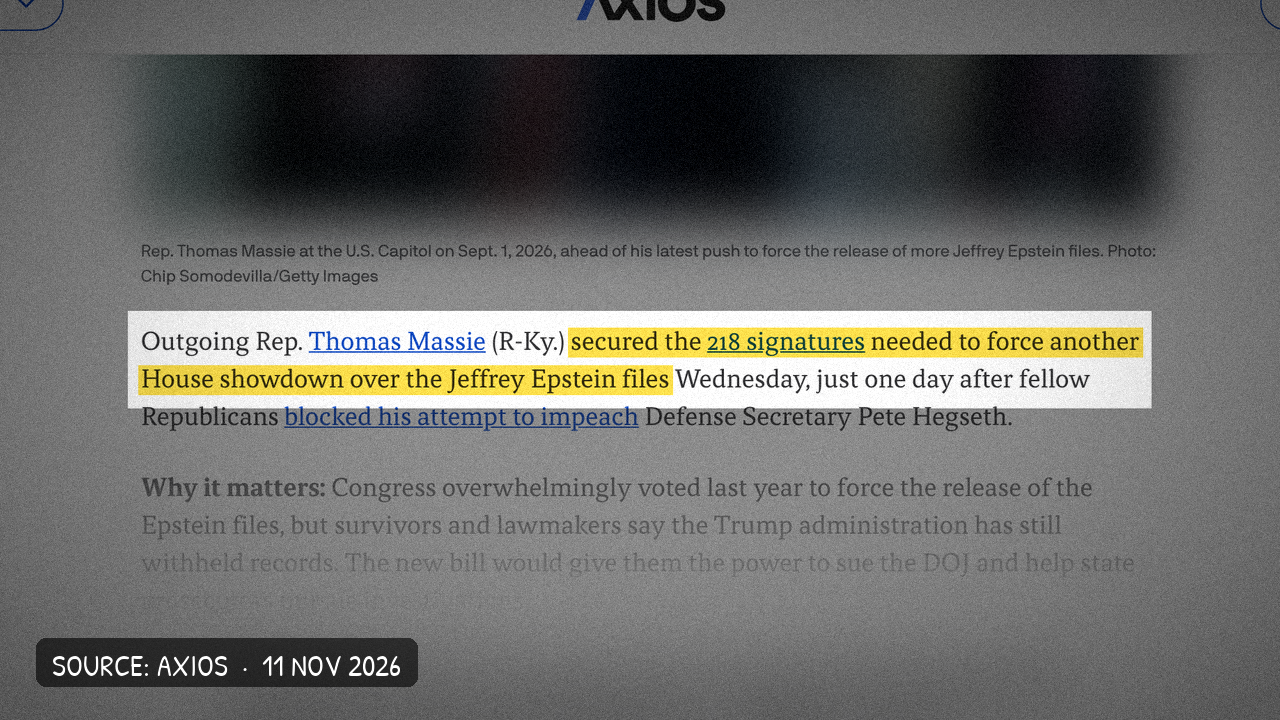 AXIOS
Rep. Thomas Massie at the U.S. Capitol on Sept. 1, 2026, ahead of his latest push to force the release of more Jeffrey Epstein files. Photo:
Chip Somodevilla/Getty Images
Outgoing Rep. Thomas Massie (R-Ky.) secured the 218 signatures needed to force another
House showdown over the Jeffrey Epstein files Wednesday, just one day after fellow
Republicans blocked his attempt to impeach Defense Secretary Pete Hegseth.
Why it matters: Congress overwhelmingly voted last year to force the release of the
Epstein files, but survivors and lawmakers say the Trump administration has still
withheld records. The new bill would give them the power to sue the DOJ and help state
SOURCE: AXIOS · 11 NOV 2026